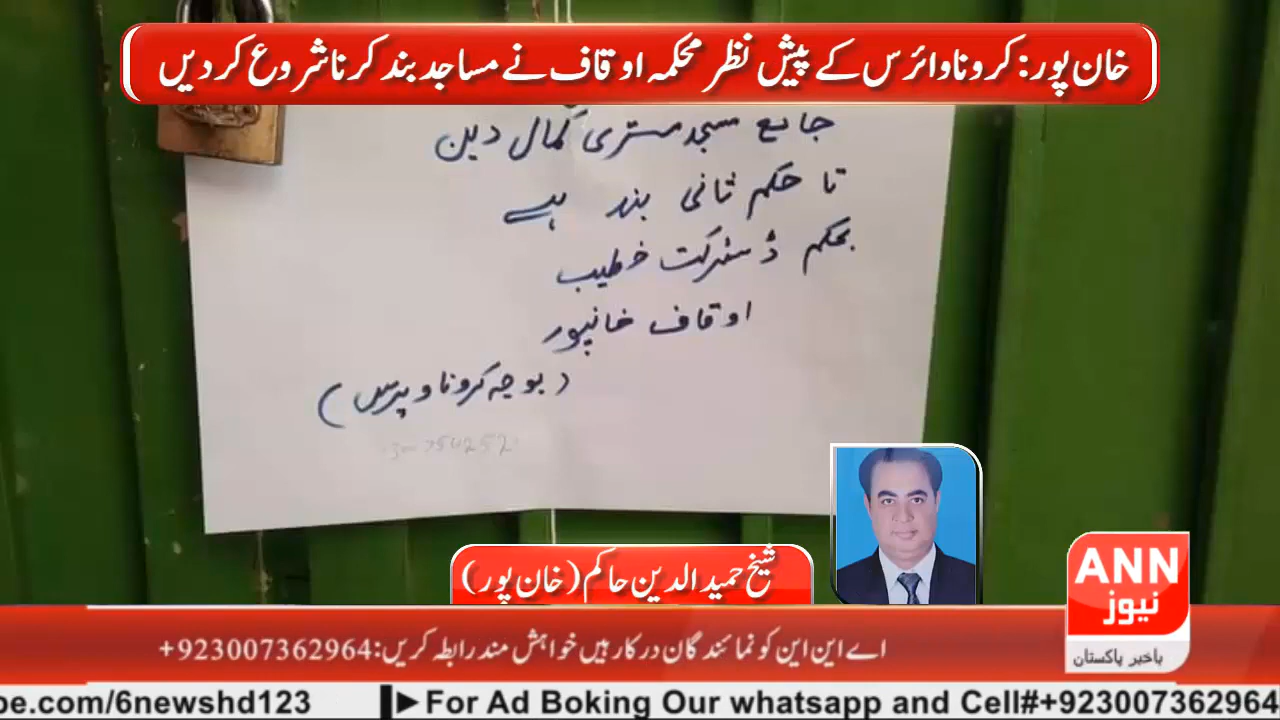 خان پور: کرونا وائرس کے پیش نظر محکمہ اوقاف نے مساجد بند کرنا شروع کر دیں
جامع مسجد مستری کمال دین
تا حکم ثانی بند ہے
بحکم ڈسٹرکٹ خطیب
اوقاف خانپور
(بوجہ کرونا ویرس)
شیخ حمید الدین حاکم (خان پور)
ANN
نیوز
باخبر پاکستان
اے این این کو نمائندگان درکار ہیں خواہش مند رابطہ کریں: 923007362964+
be.com/6newshd123 For Ad Boking Our whatsapp and Cell#+923007362964